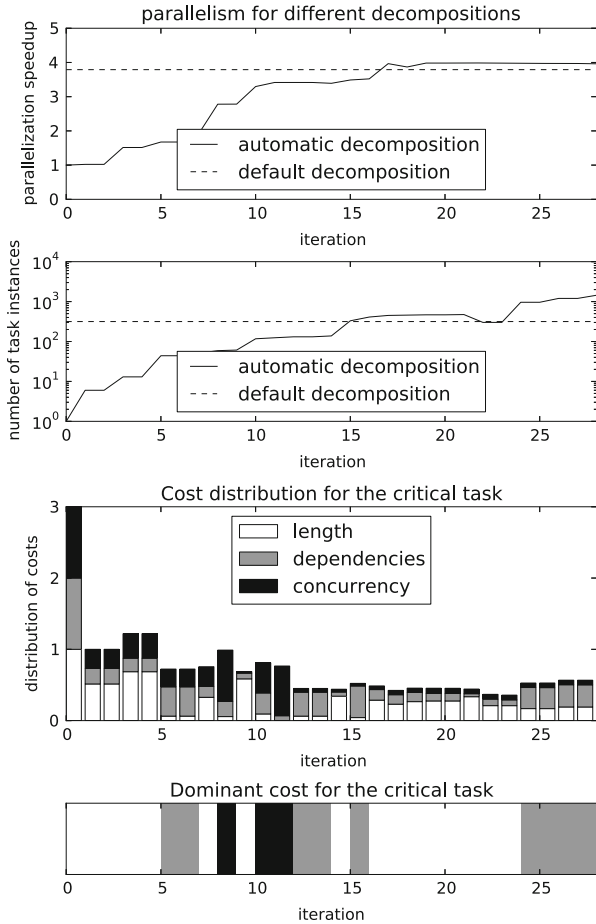 parallelism for different decompositions
parallelization speedup
5
4
3
2
1
0
automatic decomposition
default decomposition
0 5 10 15 20 25
iteration
number of task instances
10^4
10^3
10^2
10^1
10^0
automatic decomposition
default decomposition
0 5 10 15 20 25
iteration
Cost distribution for the critical task
distribution of costs
3
2
1
0
length
dependencies
concurrency
0 5 10 15 20 25
iteration
Dominant cost for the critical task
0 5 10 15 20 25
iteration